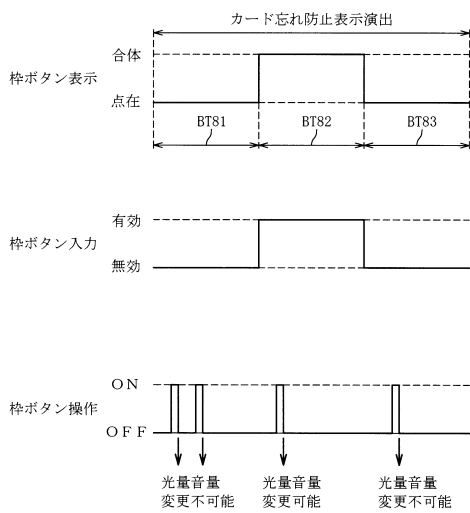 カード忘れ防止表示演出
枠ボタン表示
合体
点在
BT81
BT82
BT83
枠ボタン入力
有効
無効
枠ボタン操作
ON
OFF
光量音量
変更不可能
光量音量
変更可能
光量音量
変更不可能